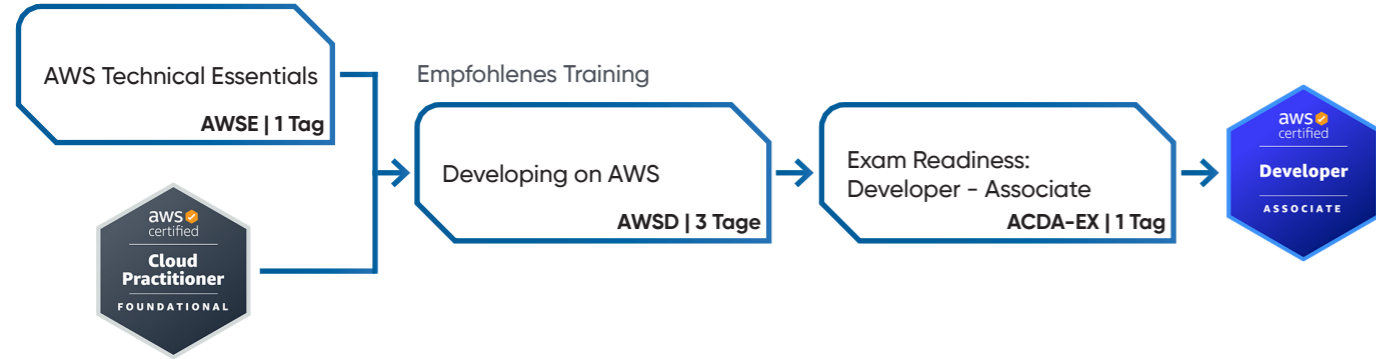 AWS Technical Essentials
AWSE | 1 Tag
aws
certified
Cloud
Practitioner
FOUNDATIONAL
Empfohlenes Training
Developing on AWS
AWSD | 3 Tage
Exam Readiness:
Developer - Associate
ACDA-EX | 1 Tag
aws
certified
Developer
ASSOCIATE